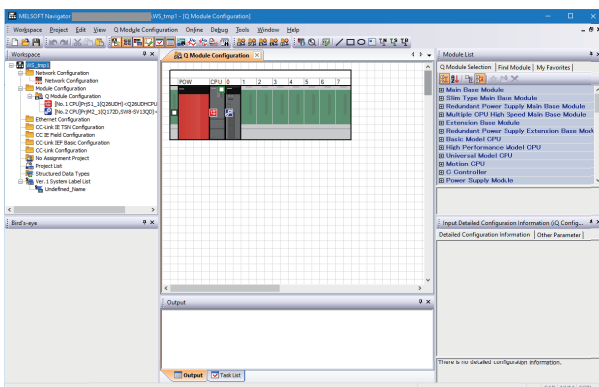 MELSOFT Navigator
\WS_tmp1 - [Q Module Configuration]
Workspace Project Edit View Q Module Configuration Online Debug Tools Window Help
Workspace
WS_tmp1
Network Configuration
Network Configuration
Module Configuration
Q Module Configuration
[No. 1 CPU]PrjS1_1(Q26UDH)<Q26UDHCPU
[No. 2 CPU]PrjM2_1(Q172D,SW8-SV13QD)<
Ethernet Configuration
CC-Link IE TSN Configuration
CC IE Field Configuration
CC-Link IEF Basic Configuration
CC-Link Configuration
No Assignment Project
Project List
Structured Data Types
Ver.1 System Label List
Undefined_Name
Bird's-eye
Q Module Configuration
POW CPU 0 1 2 3 4 5 6 7
Output
Output Task List
Module List
Q Module Selection Find Module My Favorites
Main Base Module
Slim Type Main Base Module
Redundant Power Supply Main Base Module
Multiple CPU High Speed Main Base Module
Extension Base Module
Redundant Power Supply Extension Base Mod
Basic Model CPU
High Performance Model CPU
Universal Model CPU
Motion CPU
C Controller
Power Supply Module
Input Detailed Configuration Information (iQ Config...
Detailed Configuration Information Other Parameter
There is no detailed configuration information.